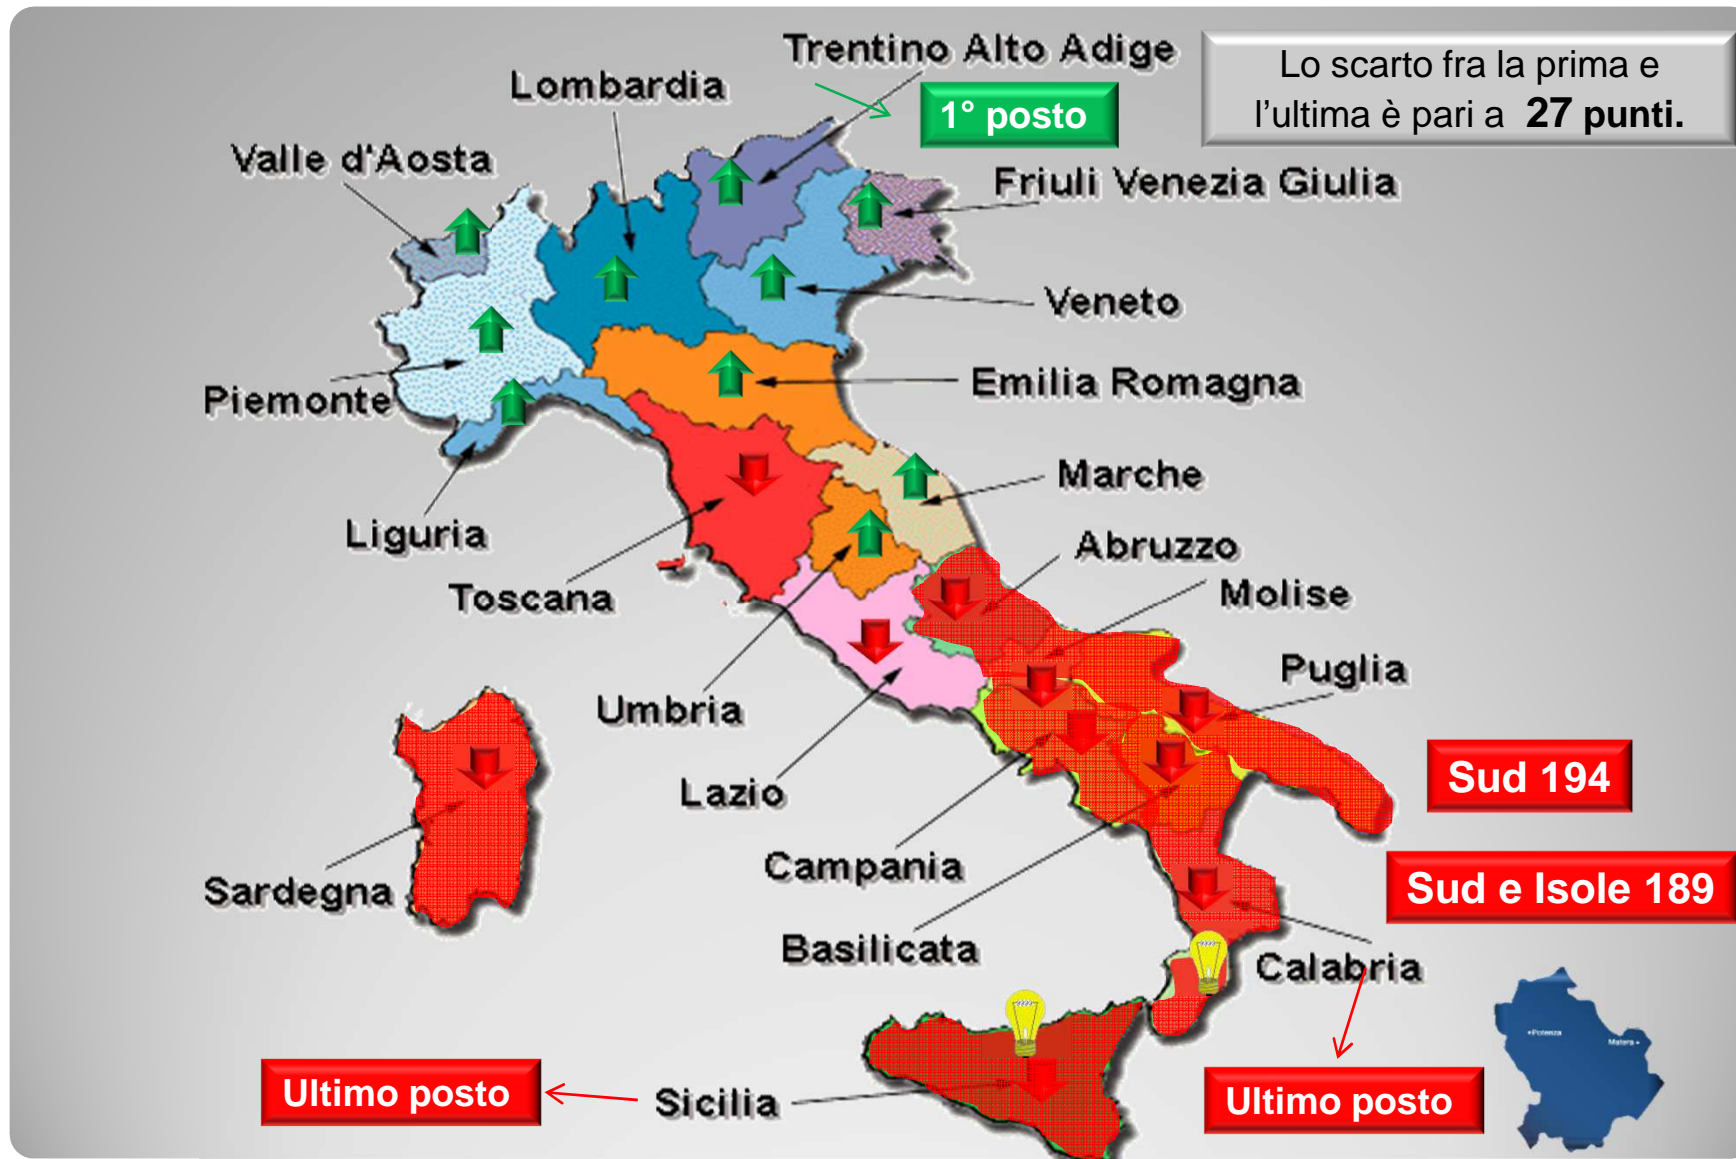 Trentino Alto Adige
Lo scarto fra la prima e
l'ultima è pari a 27 punti.
Lombardia
1° posto
Valle d'Aosta
Friuli Venezia Giulia
Veneto
Piemonte
Emilia Romagna
Marche
Liguria
Abruzzo
Toscana
Molise
Puglia
Umbria
Lazio
Sud 194
Campania
Sardegna
Sud e Isole 189
Basilicata
Calabria
Potenza
Matera
Ultimo posto
Sicilia
Ultimo posto